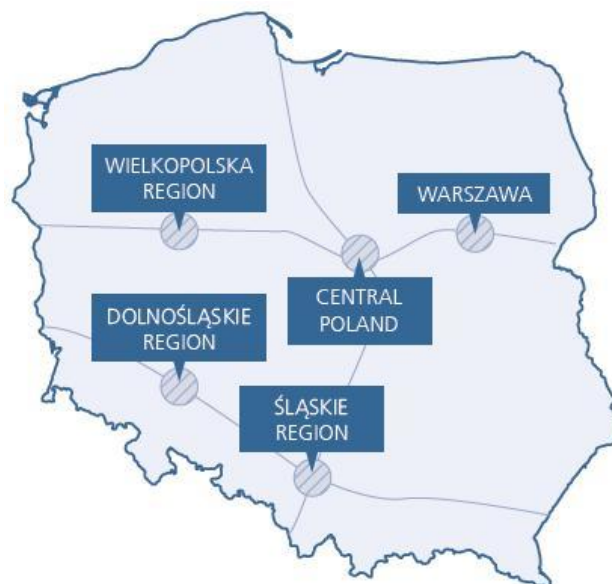 WIELKOPOLSKA
REGION
WARSZAWA
CENTRAL
POLAND
DOLNOŚLĄSKIE
REGION
ŚLĄSKIE
REGION